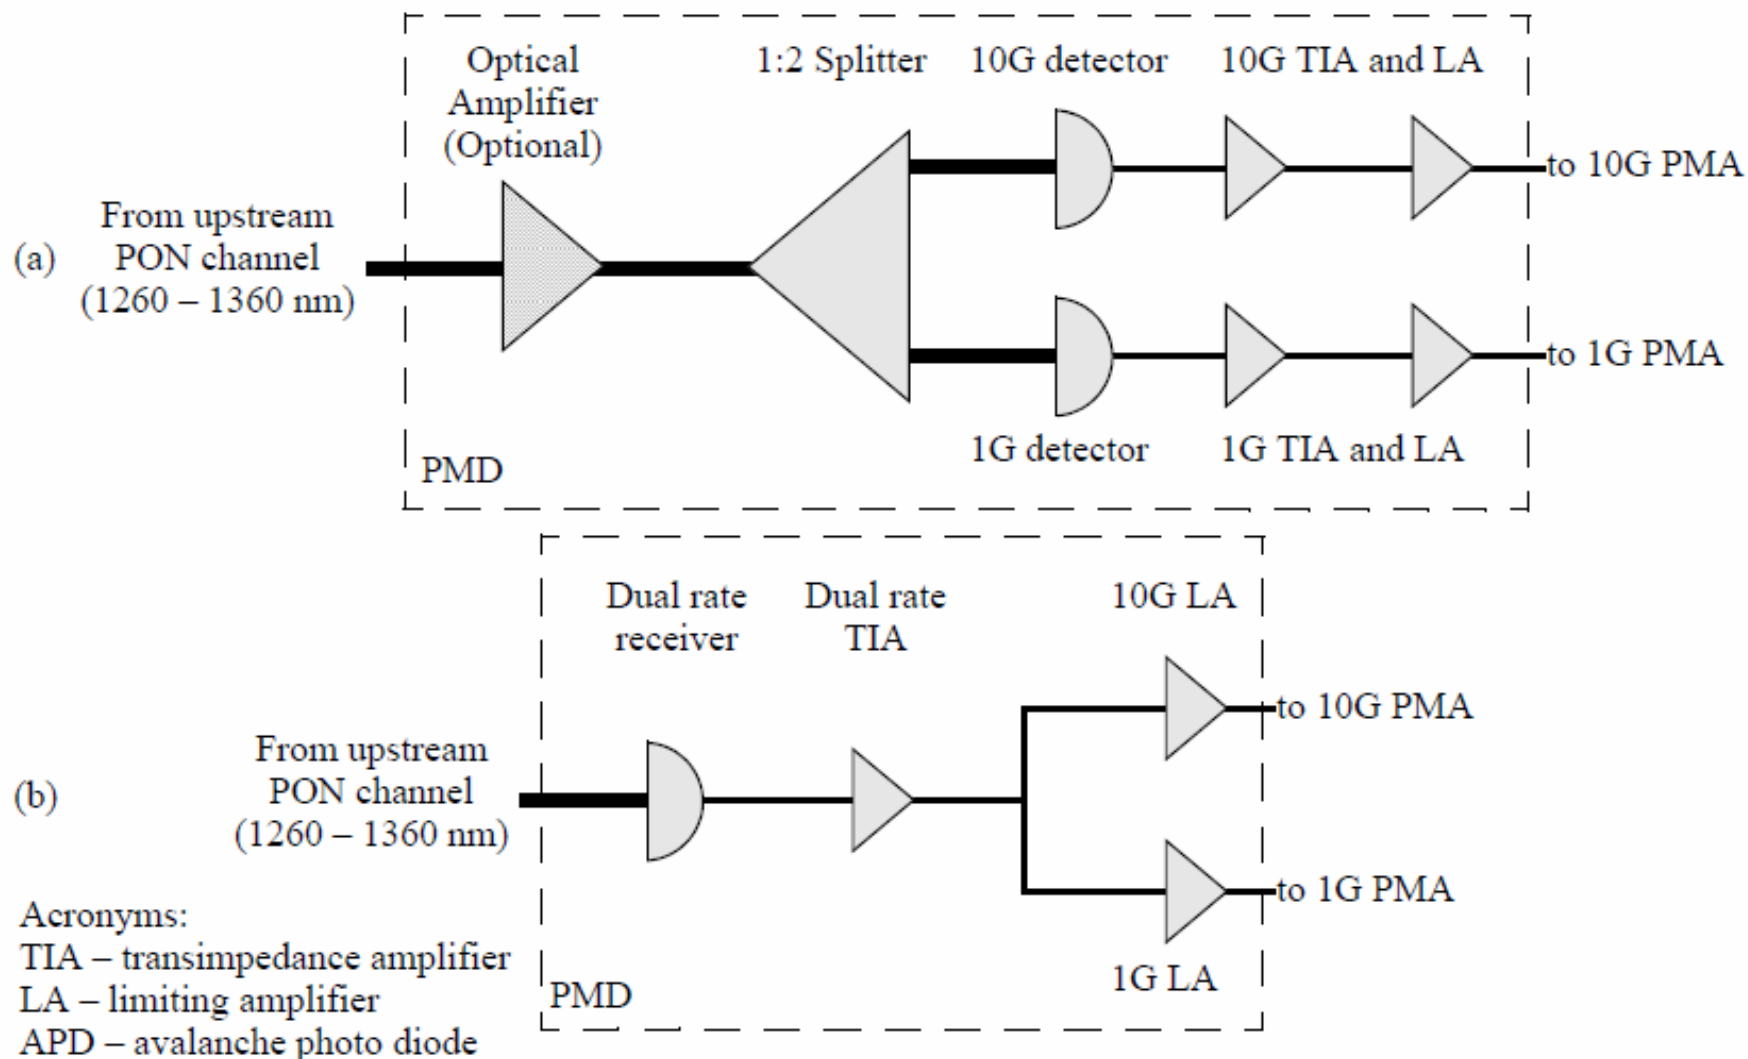 Optical
Amplifier
(Optional)
1:2 Splitter
10G detector
10G TIA and LA
to 10G PMA
(a)
From upstream
PON channel
(1260 – 1360 nm)
to 1G PMA
1G detector
1G TIA and LA
PMD
Dual rate
receiver
Dual rate
TIA
10G LA
to 10G PMA
(b)
From upstream
PON channel
(1260 – 1360 nm)
to 1G PMA
1G LA
PMD
Acronyms:
TIA – transimpedance amplifier
LA – limiting amplifier
APD – avalanche photo diode